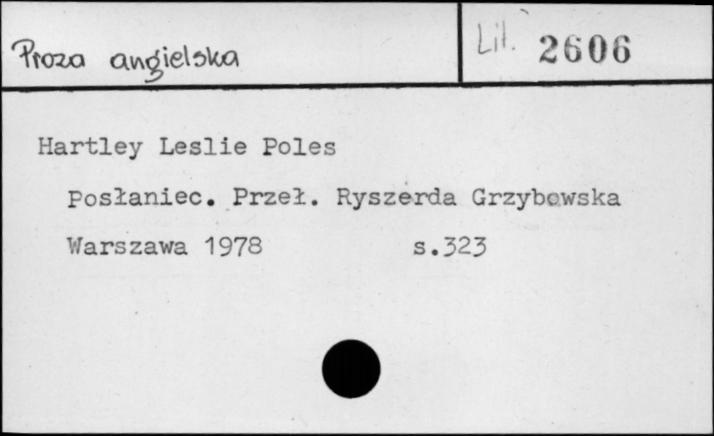 Proza angielska
Lit. 2606
Hartley Leslie Poles
Posłaniec. Przeł. Ryszerda Grzybowska
Warszawa 1978 s.323